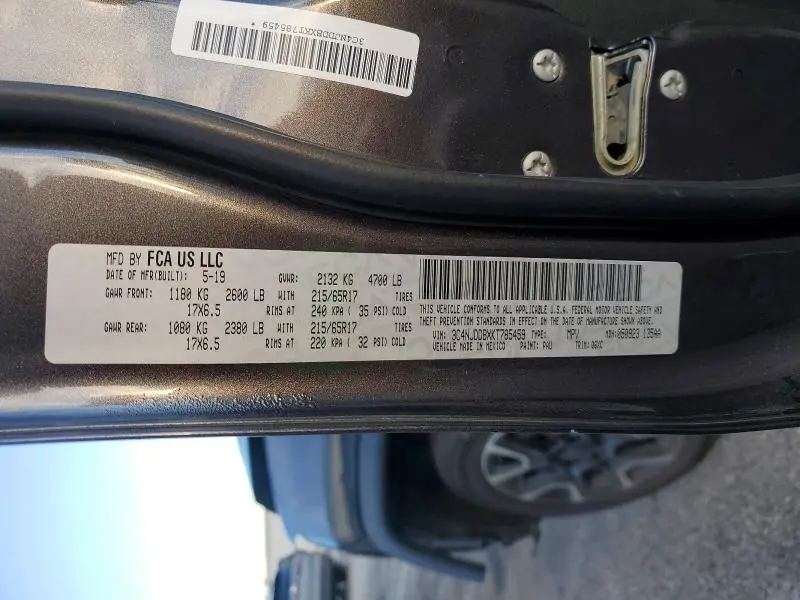 3C4NJDDBXKT785459 *
MFD BY FCA US LLC
DATE OF MFR(BUILT): 5-19 GVWR: 2132 KG 4700 LB
GAWR FRONT: 1180 KG 2600 LB WITH 215/65R17 TIRES
17X6.5 RIMS AT 240 KPA ( 35 PSI) COLD
GAWR REAR: 1080 KG 2380 LB WITH 215/65R17 TIRES
17X6.5 RIMS AT 220 KPA ( 32 PSI) COLD
THIS VEHICLE CONFORMS TO ALL APPLICABLE U.S.A. FEDERAL MOTOR VEHICLE SAFETY AND
THEFT PREVENTION STANDARDS IN EFFECT ON THE DATE OF MANUFACTURE SHOWN ABOVE.
VIN: 3C4NJDDBXKT785459 TYPE: MPV MDH: 050923 135AA
VEHICLE MADE IN MEXICO PAINT: PAU TRIM: